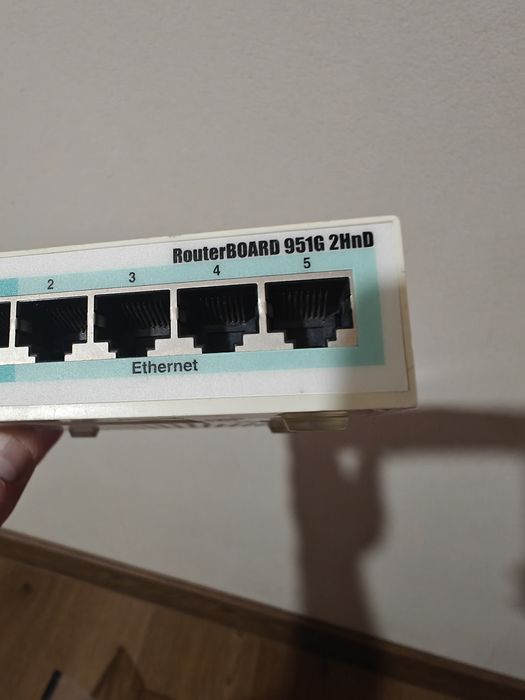 RouterBOARD 951G 2HnD
2 3 4 5
Ethernet